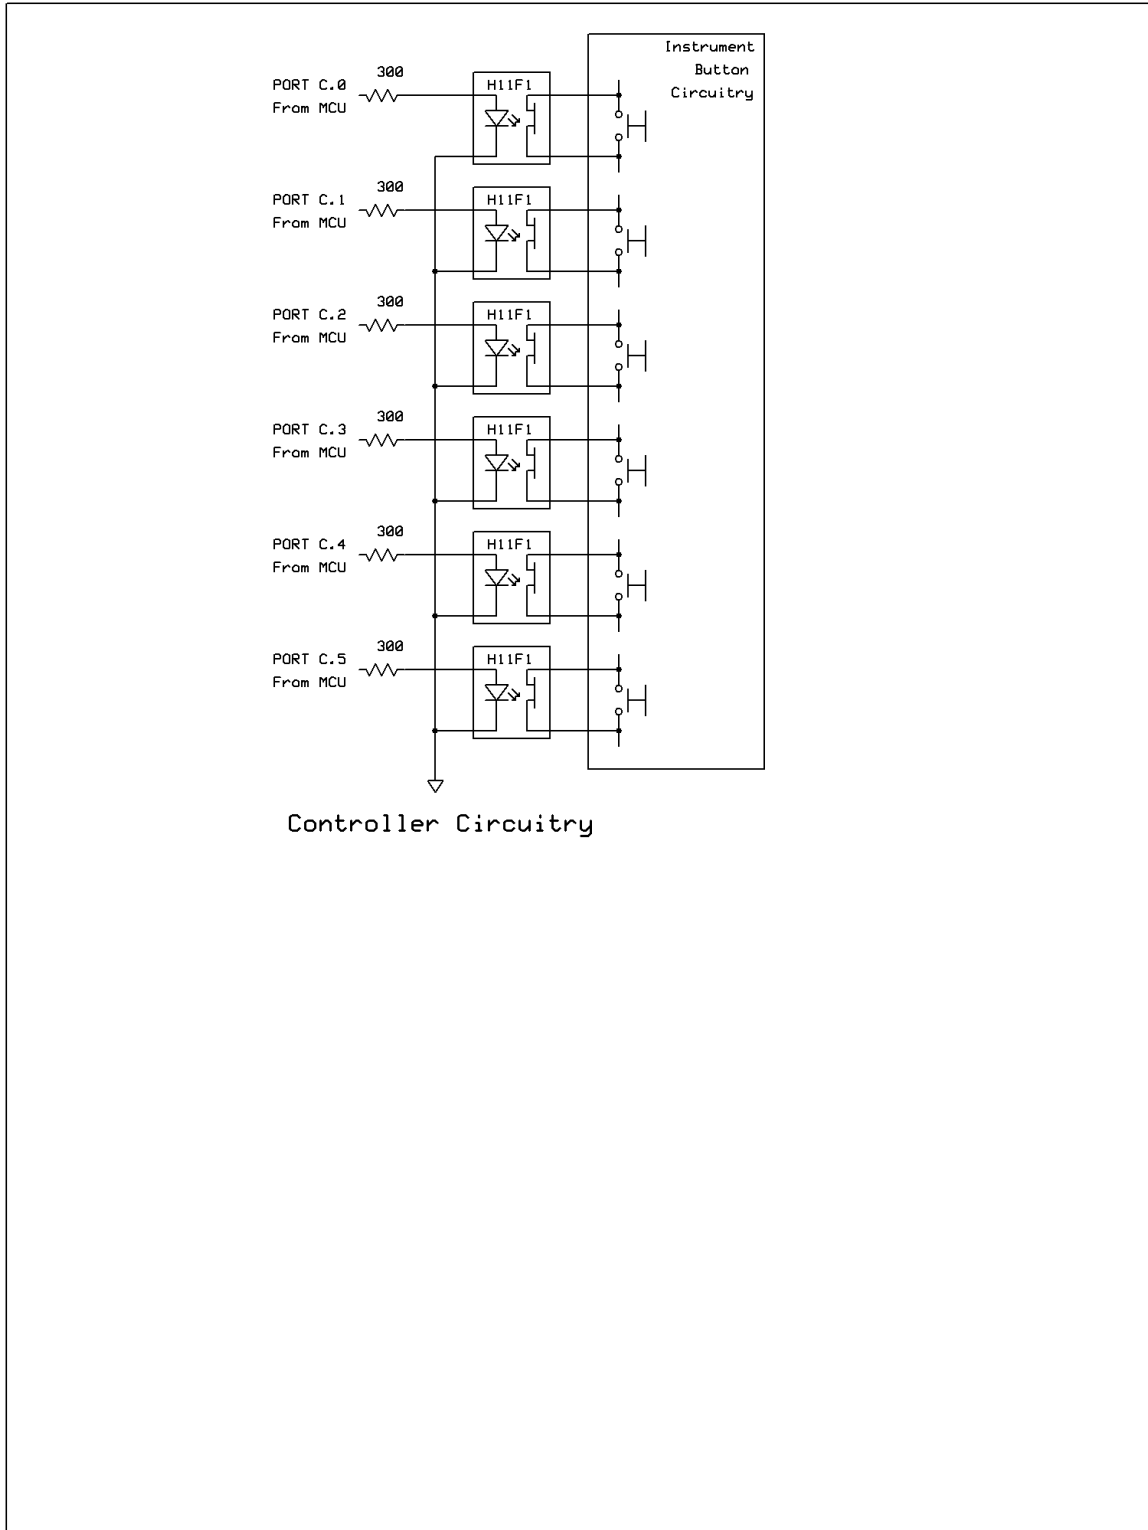 Instrument
Button
Circuitry
300
H11F1
PORT C.0
From MCU
300
H11F1
PORT C.1
From MCU
300
H11F1
PORT C.2
From MCU
300
H11F1
PORT C.3
From MCU
300
H11F1
PORT C.4
From MCU
300
H11F1
PORT C.5
From MCU
Controller Circuitry